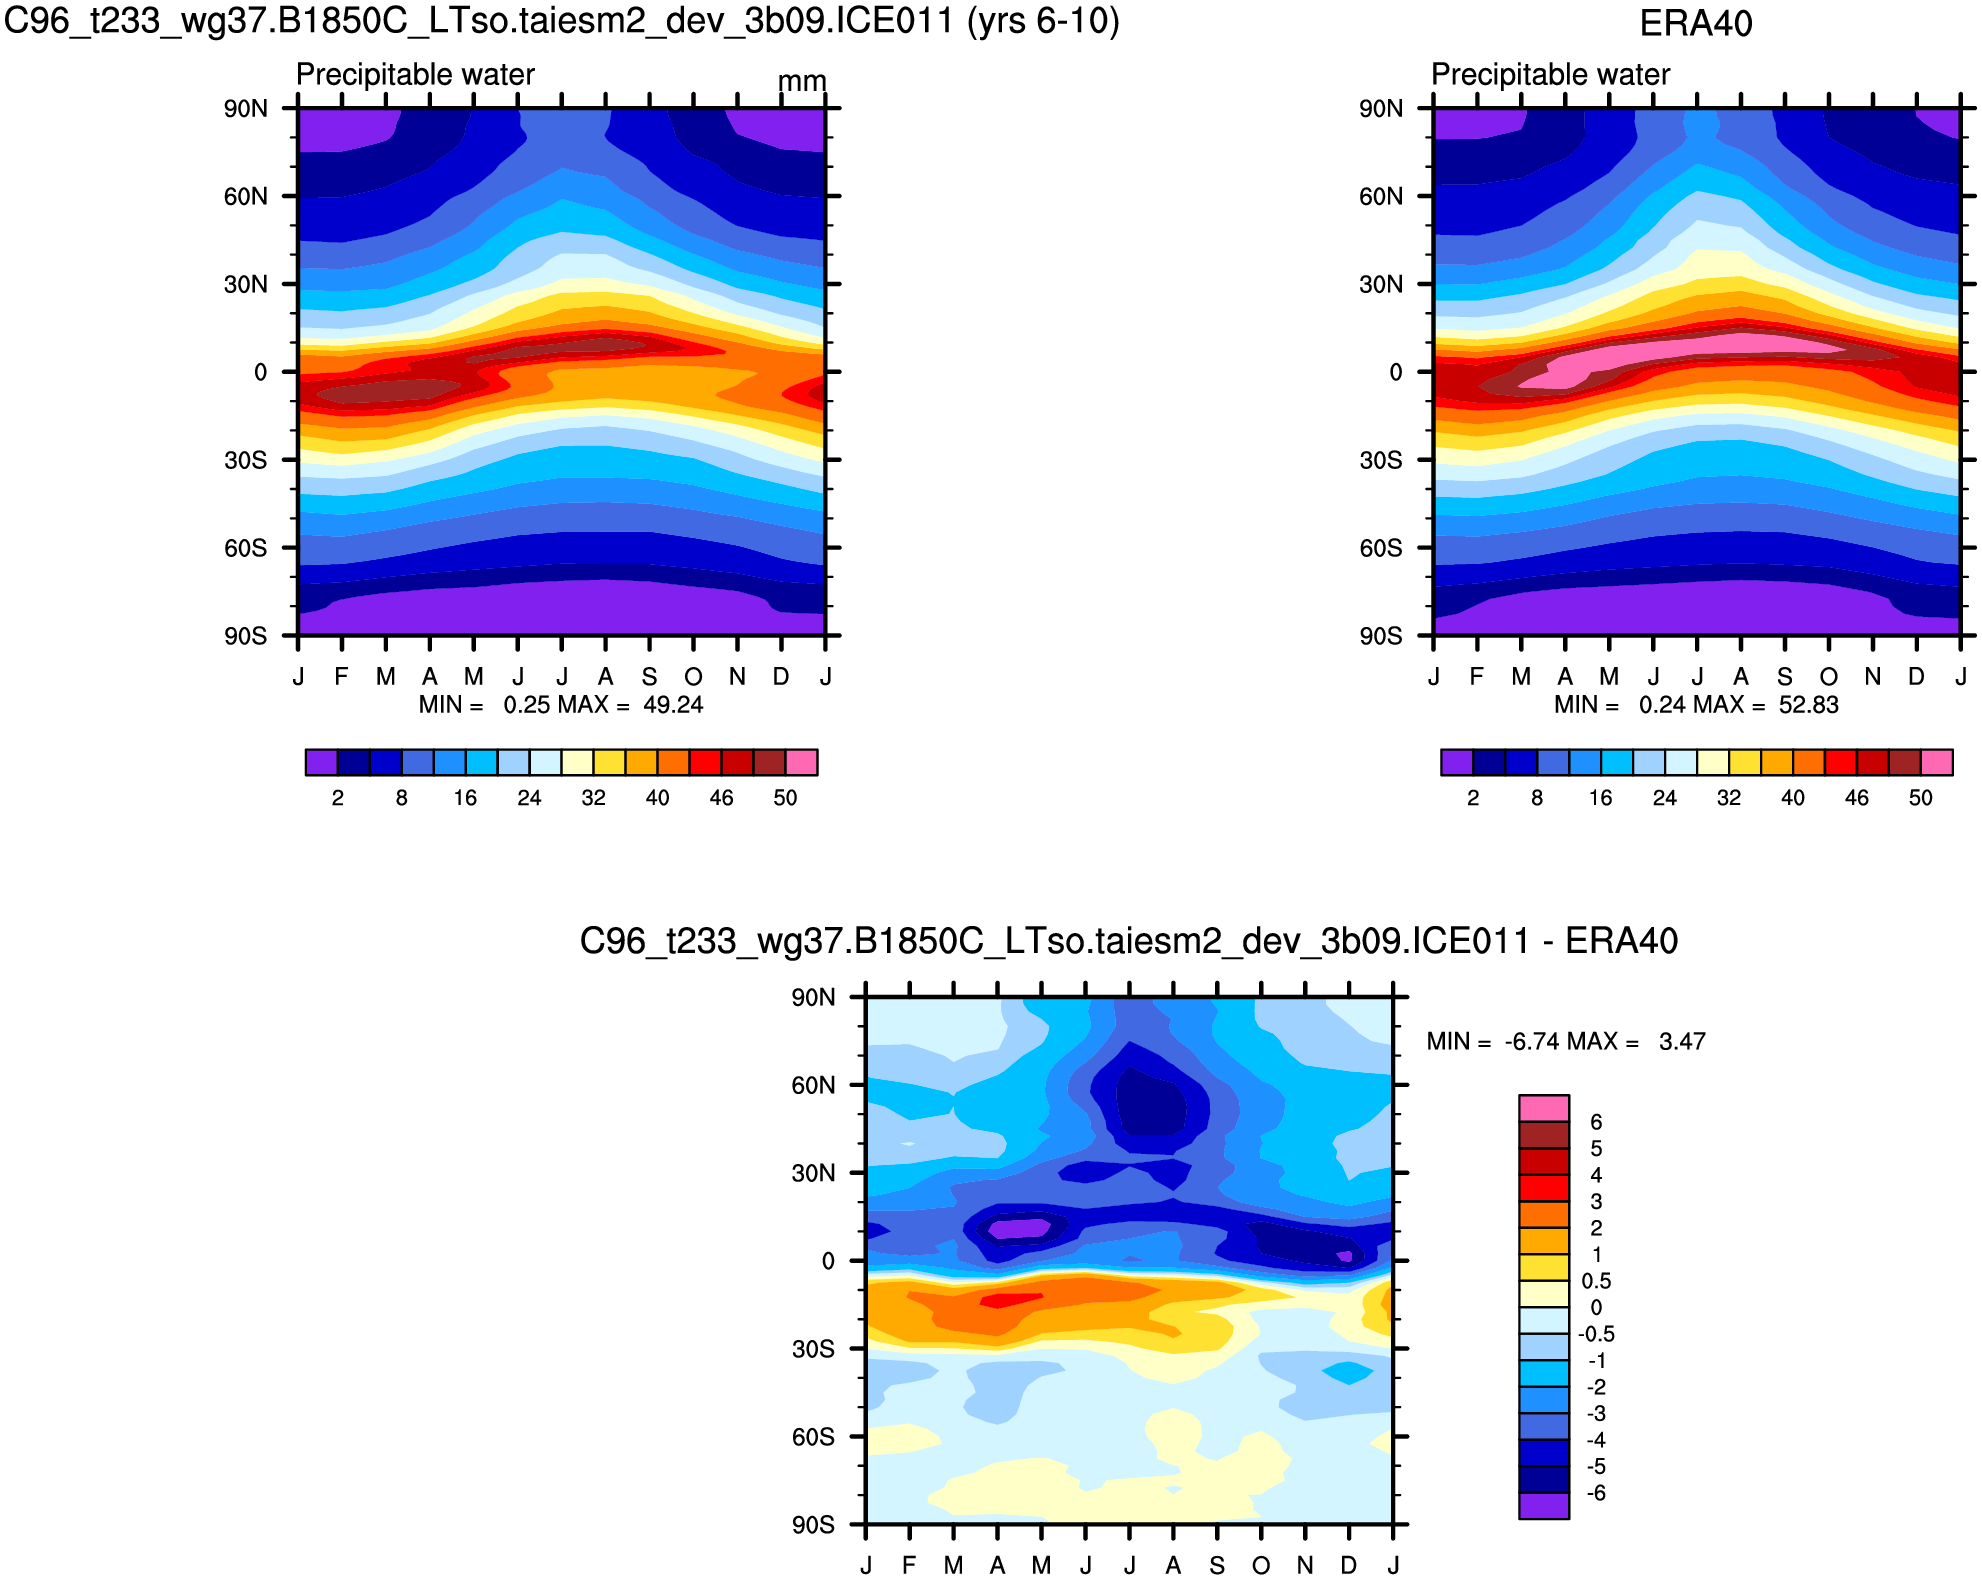 C96_t233_wg37.B1850C_LTso.taiesm2_dev_3b09.ICE011 (yrs 6-10)
ERA40
Precipitable water mm
Precipitable water
90N
60N
30N
0
30S
60S
90S
J F M A M J J A S O N D J
MIN = 0.25 MAX = 49.24
2 8 16 24 32 40 46 50
90N
60N
30N
0
30S
60S
90S
J F M A M J J A S O N D J
MIN = 0.24 MAX = 52.83
2 8 16 24 32 40 46 50
C96_t233_wg37.B1850C_LTso.taiesm2_dev_3b09.ICE011 - ERA40
90N
60N
30N
0
30S
60S
90S
J F M A M J J A S O N D J
MIN = -6.74 MAX = 3.47
6
5
4
3
2
1
0.5
0
-0.5
-1
-2
-3
-4
-5
-6